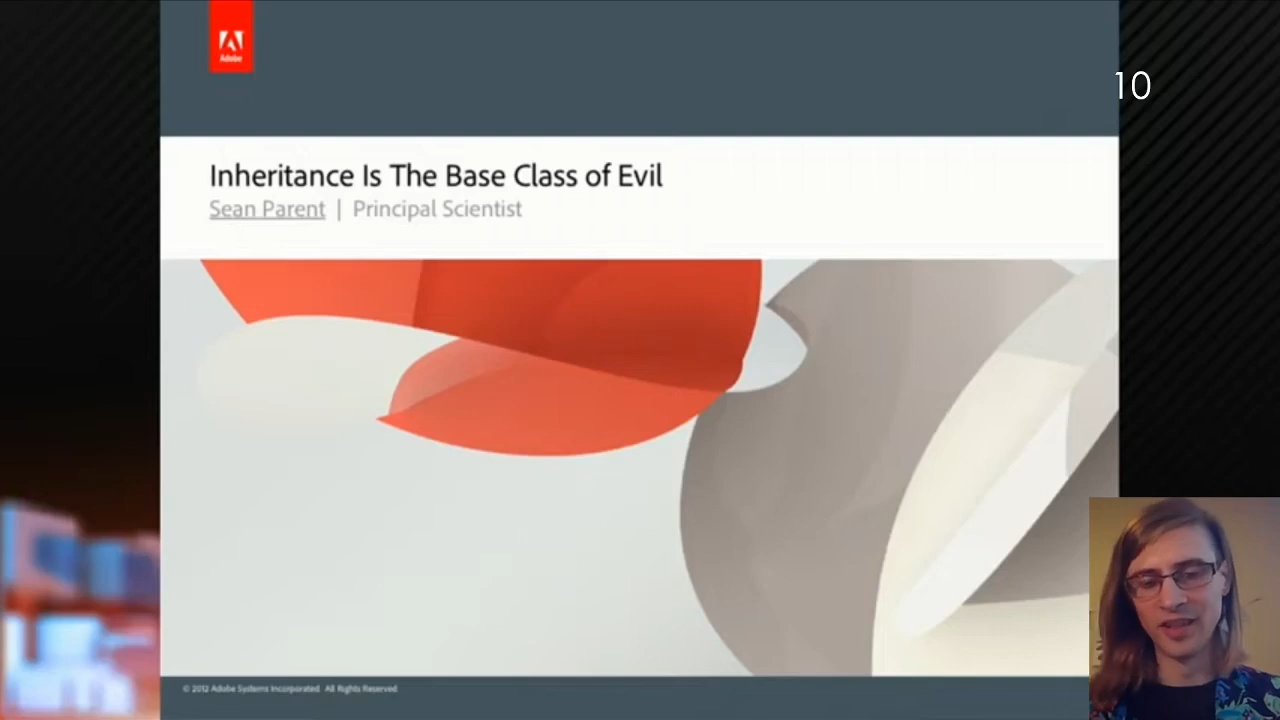 Adobe
10
Inheritance Is The Base Class of Evil
Sean Parent | Principal Scientist
© 2012 Adobe Systems Incorporated All Rights Reserved